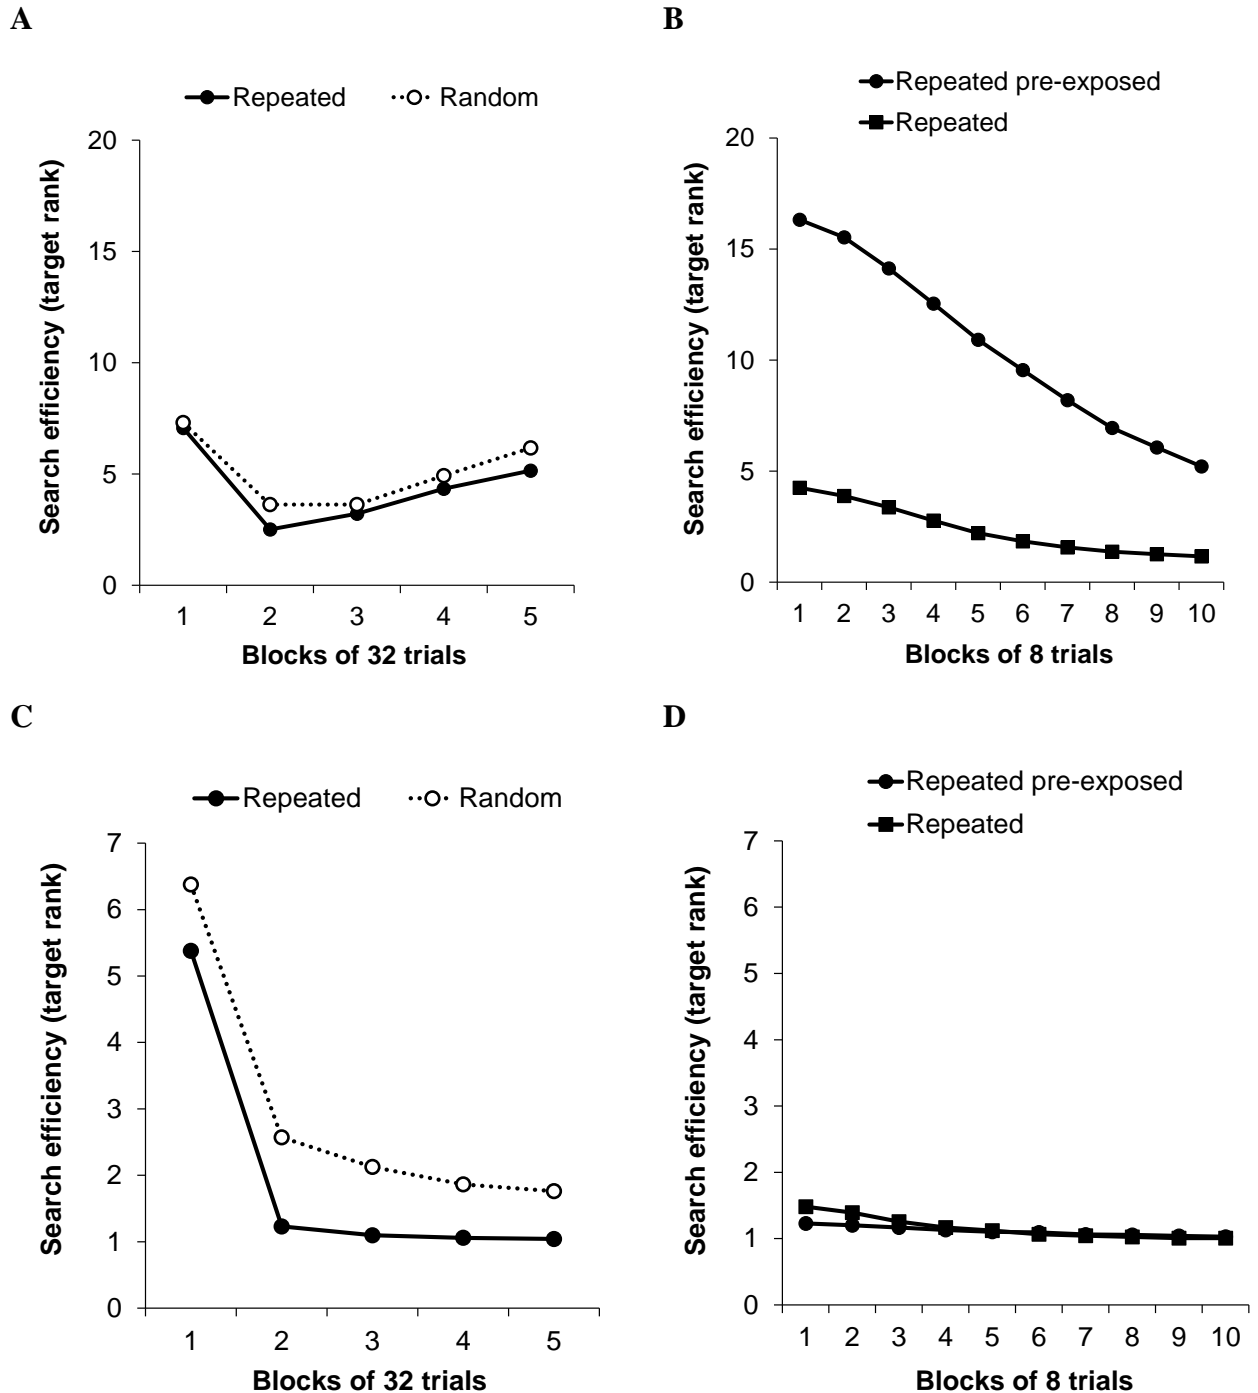 A
Repeated Random
20
15
10
5
0
Search efficiency (target rank)
1 2 3 4 5
Blocks of 32 trials
B
Repeated pre-exposed
Repeated
20
15
10
5
0
Search efficiency (target rank)
1 2 3 4 5 6 7 8 9 10
Blocks of 8 trials
C
Repeated Random
7
6
5
4
3
2
1
0
Search efficiency (target rank)
1 2 3 4 5
Blocks of 32 trials
D
Repeated pre-exposed
Repeated
7
6
5
4
3
2
1
0
Search efficiency (target rank)
1 2 3 4 5 6 7 8 9 10
Blocks of 8 trials